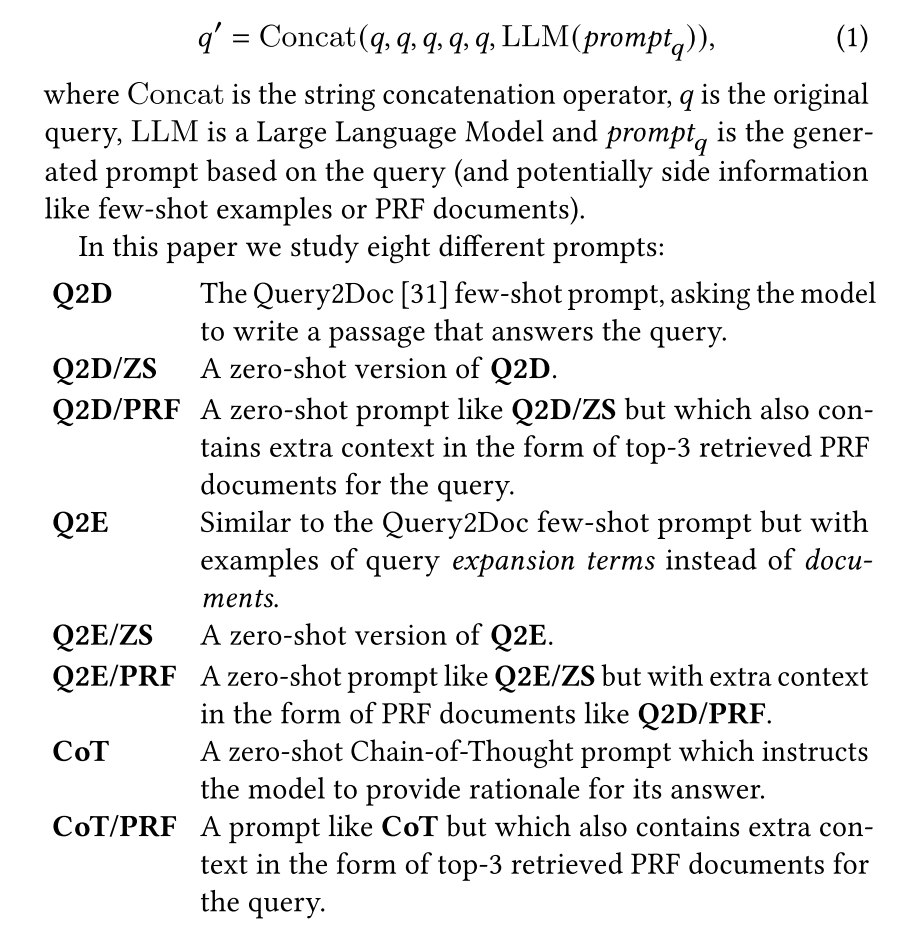 q′ = Concat(q, q, q, q, q, LLM(prompt_q)), (1)
where Concat is the string concatenation operator, q is the original
query, LLM is a Large Language Model and prompt_q is the gener-
ated prompt based on the query (and potentially side information
like few-shot examples or PRF documents).
In this paper we study eight different prompts:
Q2D The Query2Doc [31] few-shot prompt, asking the model
to write a passage that answers the query.
Q2D/ZS A zero-shot version of Q2D.
Q2D/PRF A zero-shot prompt like Q2D/ZS but which also con-
tains extra context in the form of top-3 retrieved PRF
documents for the query.
Q2E Similar to the Query2Doc few-shot prompt but with
examples of query expansion terms instead of docu-
ments.
Q2E/ZS A zero-shot version of Q2E.
Q2E/PRF A zero-shot prompt like Q2E/ZS but with extra context
in the form of PRF documents like Q2D/PRF.
CoT A zero-shot Chain-of-Thought prompt which instructs
the model to provide rationale for its answer.
CoT/PRF A prompt like CoT but which also contains extra con-
text in the form of top-3 retrieved PRF documents for
the query.